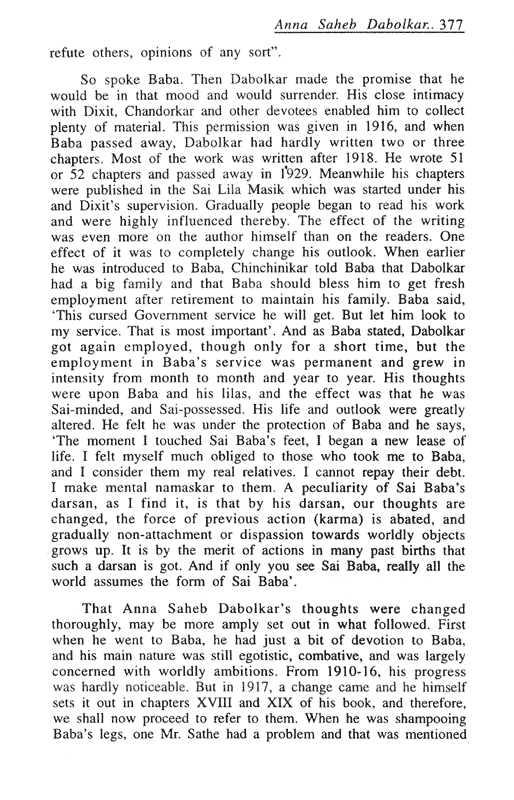 Anna Saheb Dabolkar.. 377
refute others, opinions of any sort”.
So spoke Baba. Then Dabolkar made the promise that he
would be in that mood and would surrender. His close intimacy
with Dixit, Chandorkar and other devotees enabled him to collect
plenty of material. This permission was given in 1916, and when
Baba passed away, Dabolkar had hardly written two or three
chapters. Most of the work was written after 1918. He wrote 51
or 52 chapters and passed away in 1929. Meanwhile his chapters
were published in the Sai Lila Masik which was started under his
and Dixit's supervision. Gradually people began to read his work
and were highly influenced thereby. The effect of the writing
was even more on the author himself than on the readers. One
effect of it was to completely change his outlook. When earlier
he was introduced to Baba, Chinchinikar told Baba that Dabolkar
had a big family and that Baba should bless him to get fresh
employment after retirement to maintain his family. Baba said,
‘This cursed Government service he will get. But let him look to
my service. That is most important’. And as Baba stated, Dabolkar
got again employed, though only for a short time, but the
employment in Baba's service was permanent and grew in
intensity from month to month and year to year. His thoughts
were upon Baba and his lilas, and the effect was that he was
Sai-minded, and Sai-possessed. His life and outlook were greatly
altered. He felt he was under the protection of Baba and he says,
‘The moment I touched Sai Baba's feet, I began a new lease of
life. I felt myself much obliged to those who took me to Baba,
and I consider them my real relatives. I cannot repay their debt.
I make mental namaskar to them. A peculiarity of Sai Baba's
darsan, as I find it, is that by his darsan, our thoughts are
changed, the force of previous action (karma) is abated, and
gradually non-attachment or dispassion towards worldly objects
grows up. It is by the merit of actions in many past births that
such a darsan is got. And if only you see Sai Baba, really all the
world assumes the form of Sai Baba’.
That Anna Saheb Dabolkar's thoughts were changed
thoroughly, may be more amply set out in what followed. First
when he went to Baba, he had just a bit of devotion to Baba,
and his main nature was still egotistic, combative, and was largely
concerned with worldly ambitions. From 1910-16, his progress
was hardly noticeable. But in 1917, a change came and he himself
sets it out in chapters XVIII and XIX of his book, and therefore,
we shall now proceed to refer to them. When he was shampooing
Baba's legs, one Mr. Sathe had a problem and that was mentioned